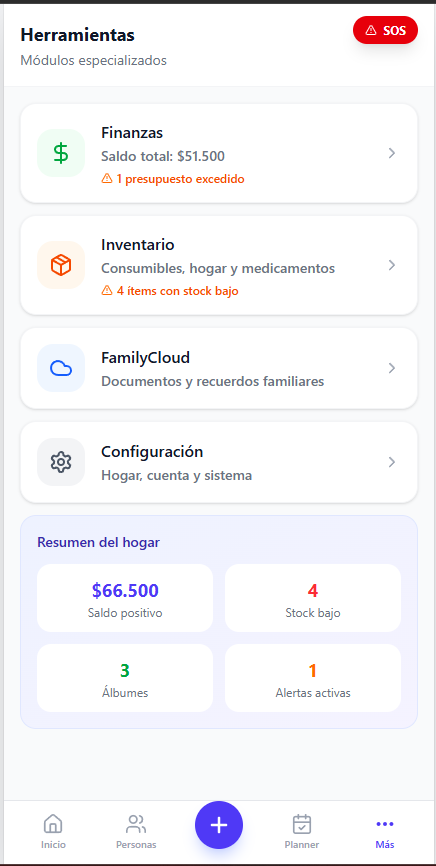 Herramientas
SOS
Módulos especializados
Finanzas
Saldo total: $51.500
1 presupuesto excedido
Inventario
Consumibles, hogar y medicamentos
4 ítems con stock bajo
FamilyCloud
Documentos y recuerdos familiares
Configuración
Hogar, cuenta y sistema
Resumen del hogar
$66.500
Saldo positivo
4
Stock bajo
3
Álbumes
1
Alertas activas
Inicio
Personas
Planner
Más